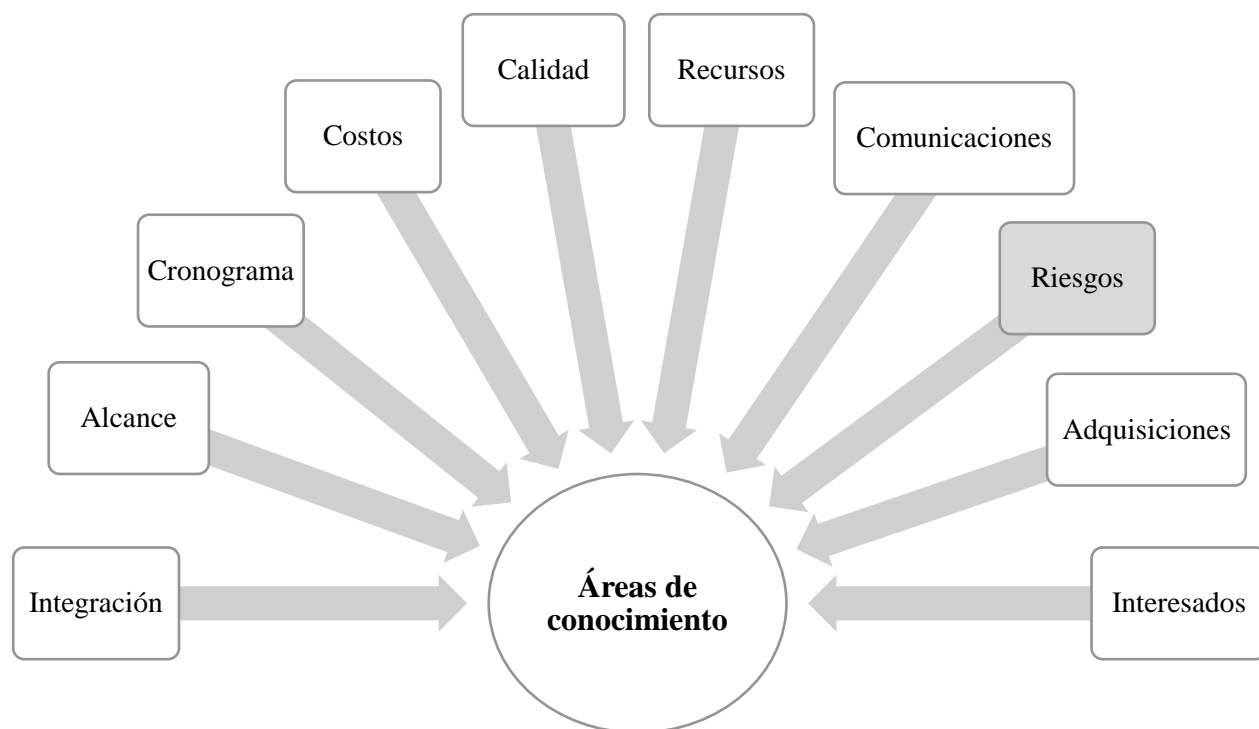 Calidad
Recursos
Costos
Comunicaciones
Cronograma
Riesgos
Alcance
Adquisiciones
Integración
Áreas de
conocimiento
Interesados